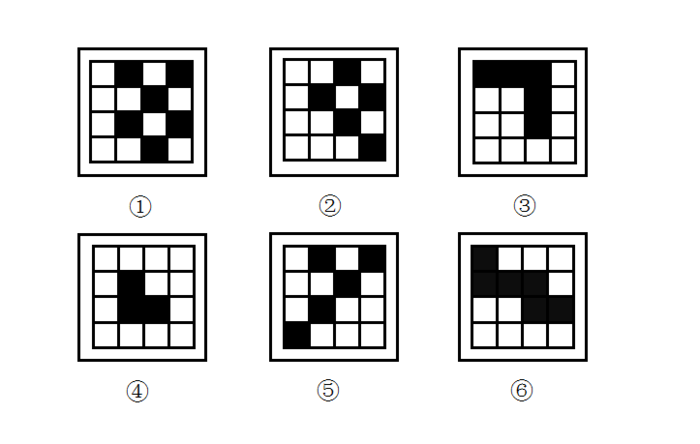 ① ② ③
④ ⑤ ⑥